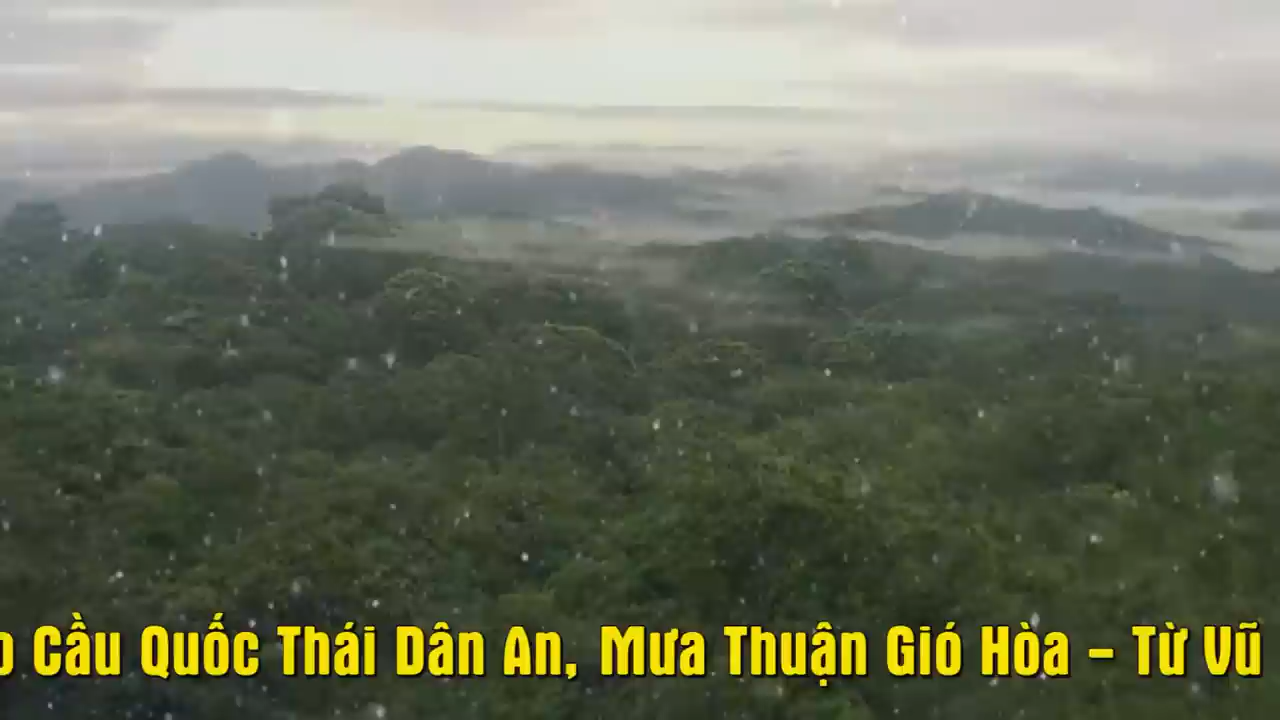 Cầu Quốc Thái Dân An, Mưa Thuận Gió Hòa – Từ Vũ